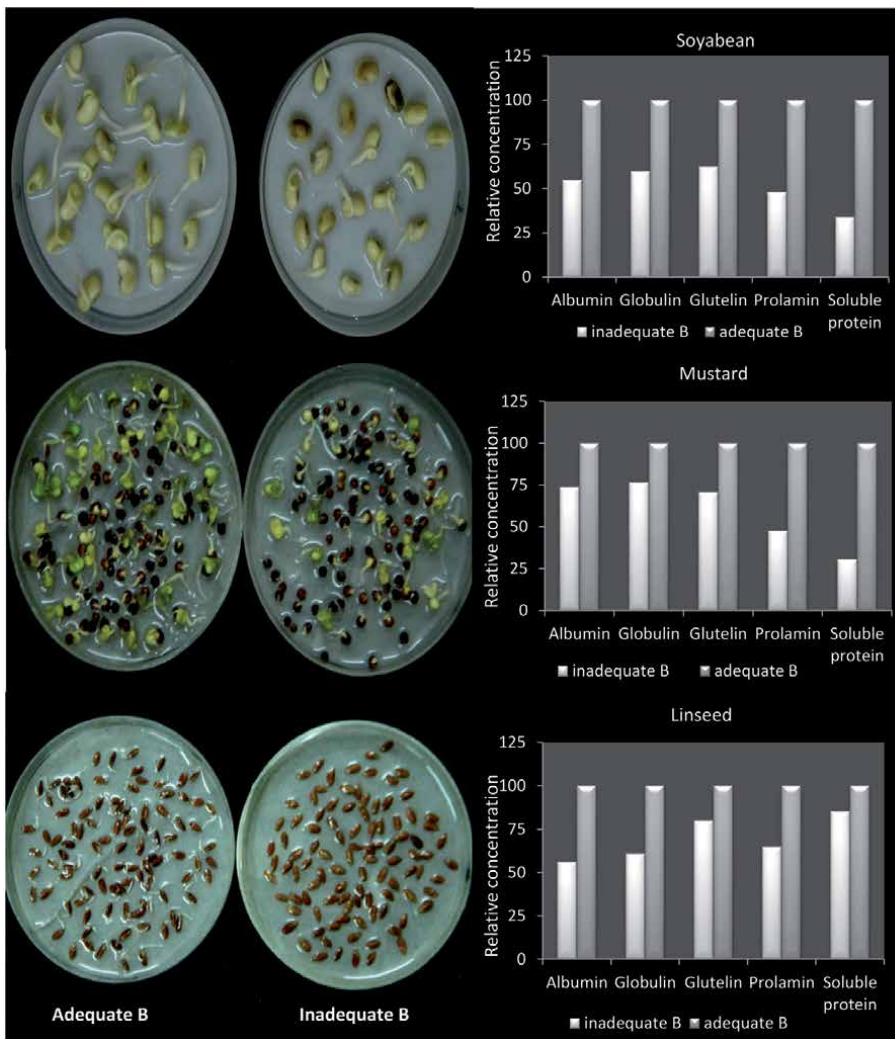 Soyabean
Relative concentration
125
100
75
50
25
0
Albumin Globulin Glutelin Prolamin Soluble
protein
inadequate B adequate B
Mustard
Relative concentration
125
100
75
50
25
0
Albumin Globulin Glutelin Prolamin Soluble
protein
inadequate B adequate B
Linseed
Relative concentration
125
100
75
50
25
0
Albumin Globulin Glutelin Prolamin Soluble
protein
inadequate B adequate B
Adequate B Inadequate B